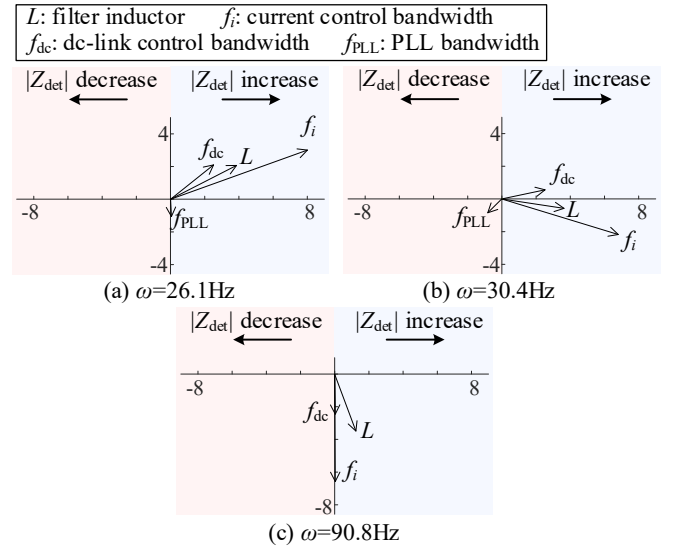 L: filter inductor f_i: current control bandwidth
f_dc: dc-link control bandwidth f_PLL: PLL bandwidth
|Z_det| decrease |Z_det| increase
4
f_i
f_dc
L
-8
8
f_PLL
-4
(a) ω=26.1Hz
|Z_det| decrease |Z_det| increase
4
f_dc
-8
8
L
f_PLL
f_i
-4
(b) ω=30.4Hz
|Z_det| decrease |Z_det| increase
-8
8
f_dc
L
f_i
-8
(c) ω=90.8Hz